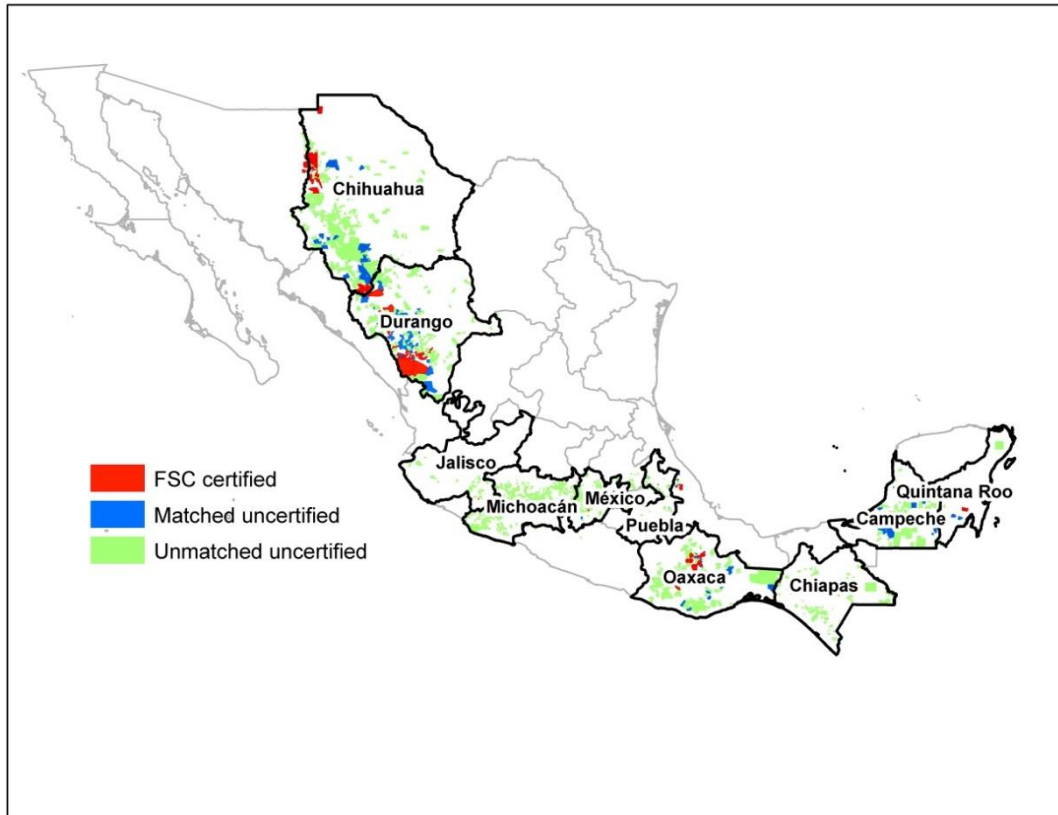 Chihuahua
Durango
Jalisco
Michoacán
México
Puebla
Oaxaca
Chiapas
Quintana Roo
Campeche
FSC certified
Matched uncertified
Unmatched uncertified